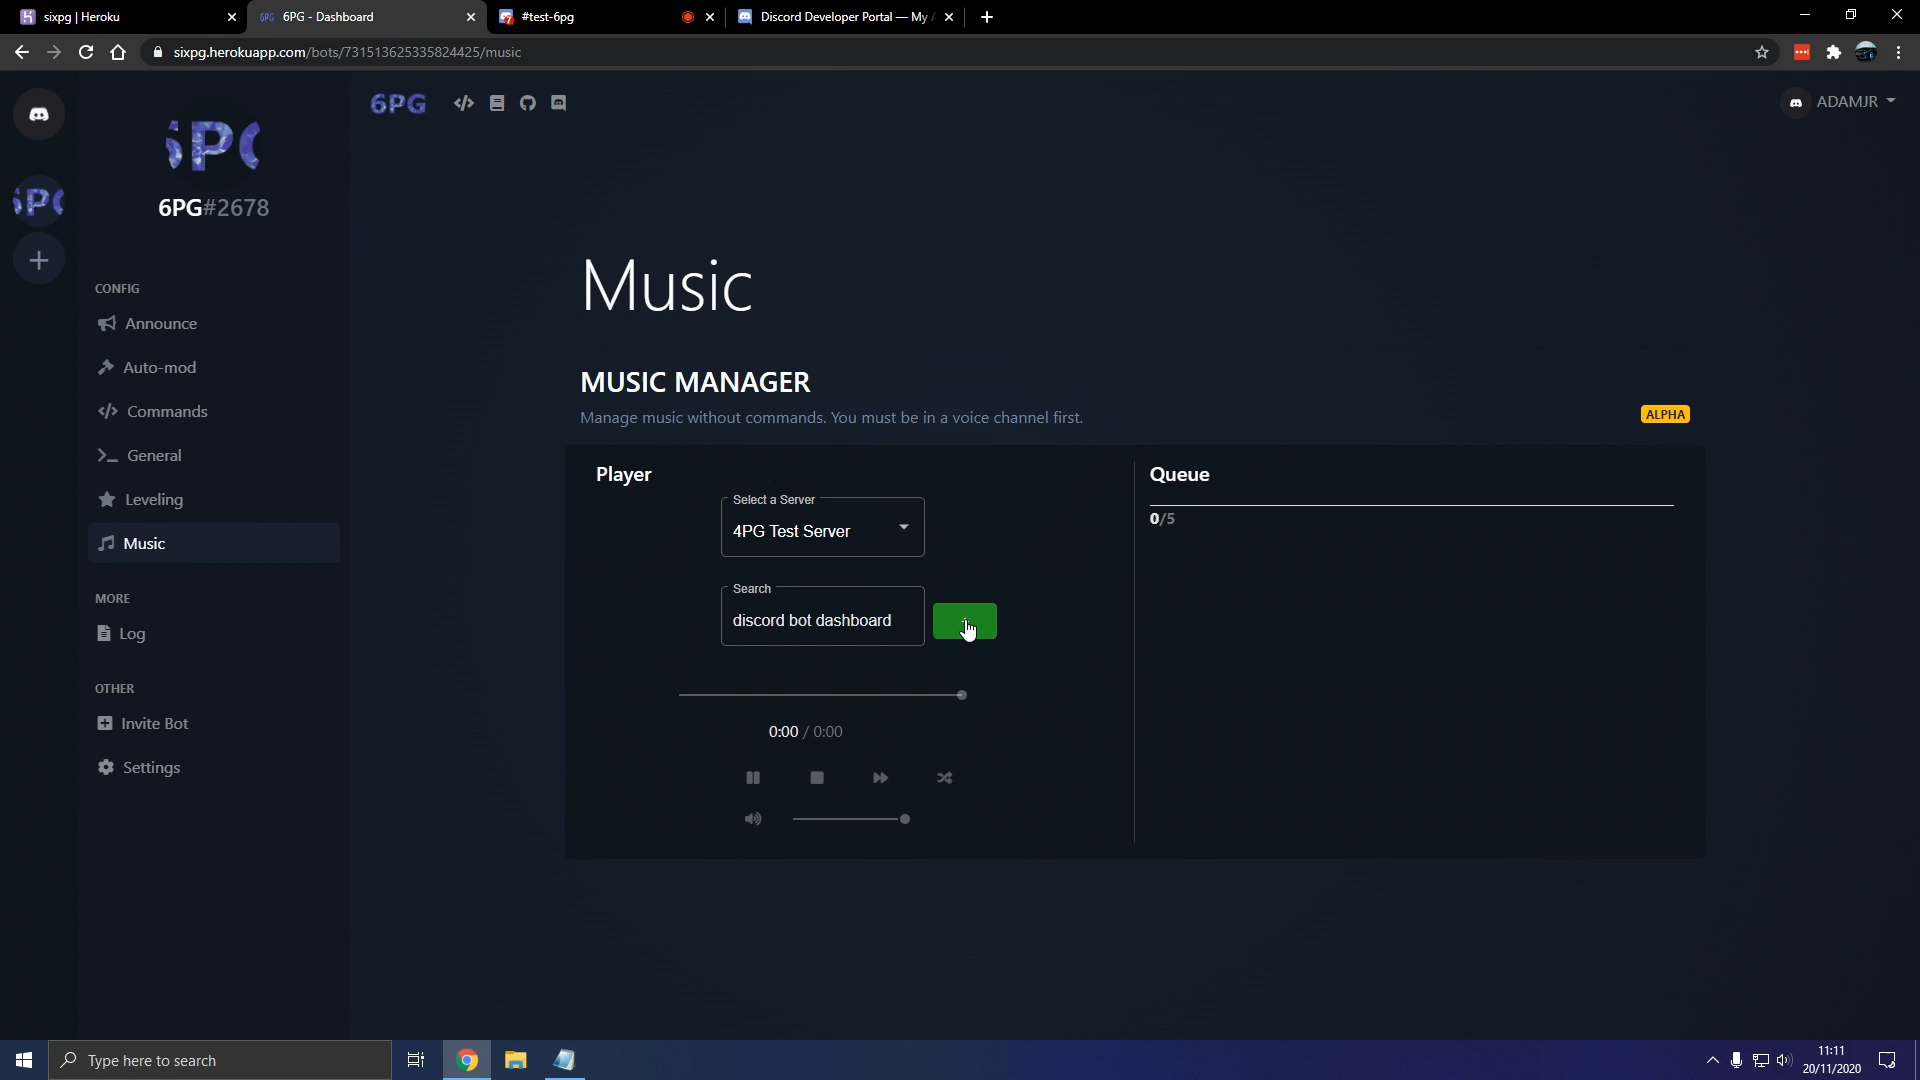 sixpg | Heroku
6PG - Dashboard
#test-6pg
Discord Developer Portal — My
sixpg.herokuapp.com/bots/731513625335824425/music
6PG
ADAMJR
6PG#2678
CONFIG
Announce
Auto-mod
Commands
General
Leveling
Music
MORE
Log
OTHER
Invite Bot
Settings
Music
MUSIC MANAGER
Manage music without commands. You must be in a voice channel first.
ALPHA
Player
Select a Server
4PG Test Server
Search
discord bot dashboard
0:00 / 0:00
Queue
0/5
Type here to search
11:11
20/11/2020